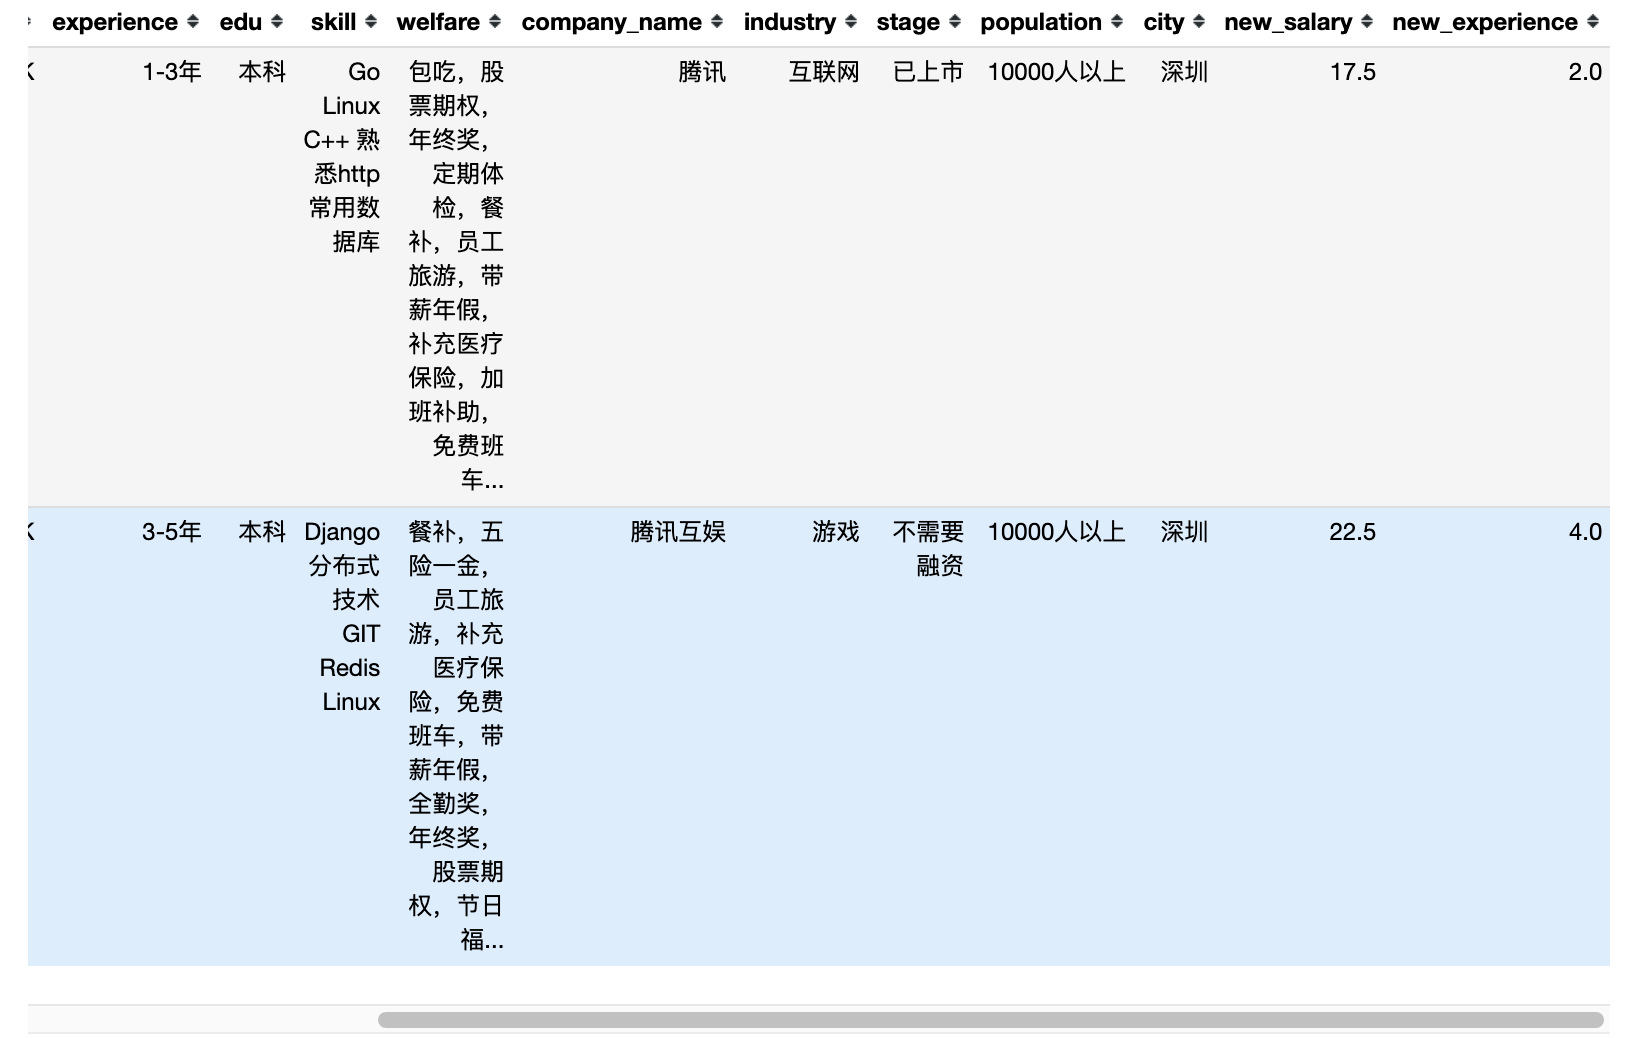 experience edu skill welfare company_name industry stage population city new_salary new_experience
K 1-3年 本科 Go 包吃，股 腾讯 互联网 已上市 10000人以上 深圳 17.5 2.0
Linux 票期权，
C++ 熟 年终奖，
悉http 定期体
常用数 检，餐
据库 补，员工
旅游，带
薪年假，
补充医疗
保险，加
班补助，
免费班
车...
K 3-5年 本科 Django 餐补，五 腾讯互娱 游戏 不需要 10000人以上 深圳 22.5 4.0
分布式 险一金， 融资
技术 员工旅
GIT 游，补充
Redis 医疗保
Linux 险，免费
班车，带
薪年假，
全勤奖，
年终奖，
股票期
权，节日
福...